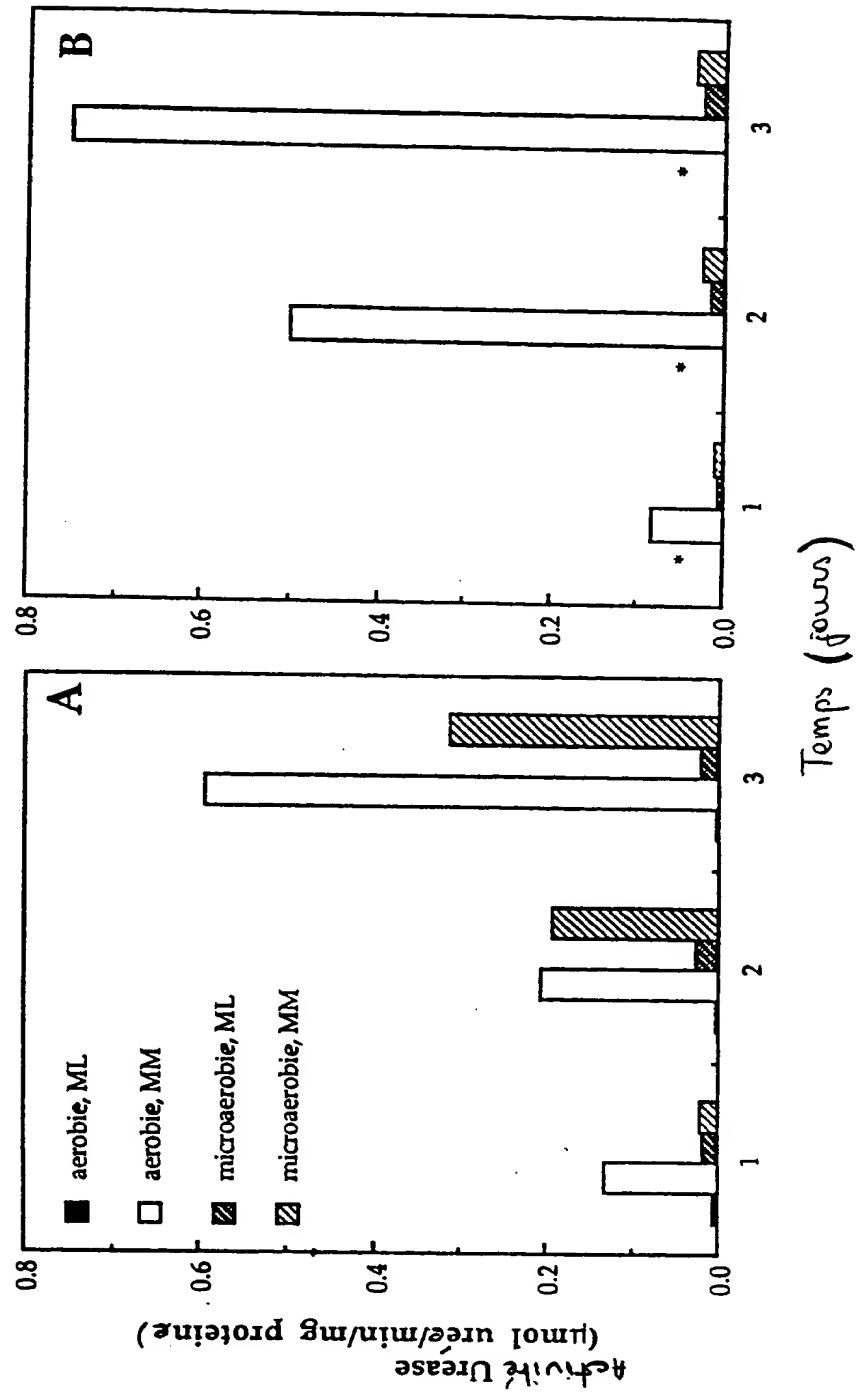 Activité Urease
(µmol urée/min/mg proteine)
0.8
0.6
0.4
0.2
0.0
A
aerobie, ML
aerobie, MM
microaerobie, ML
microaerobie, MM
1
2
3
0.8
0.6
0.4
0.2
0.0
B
*
*
*
1
2
3
Temps (jours)